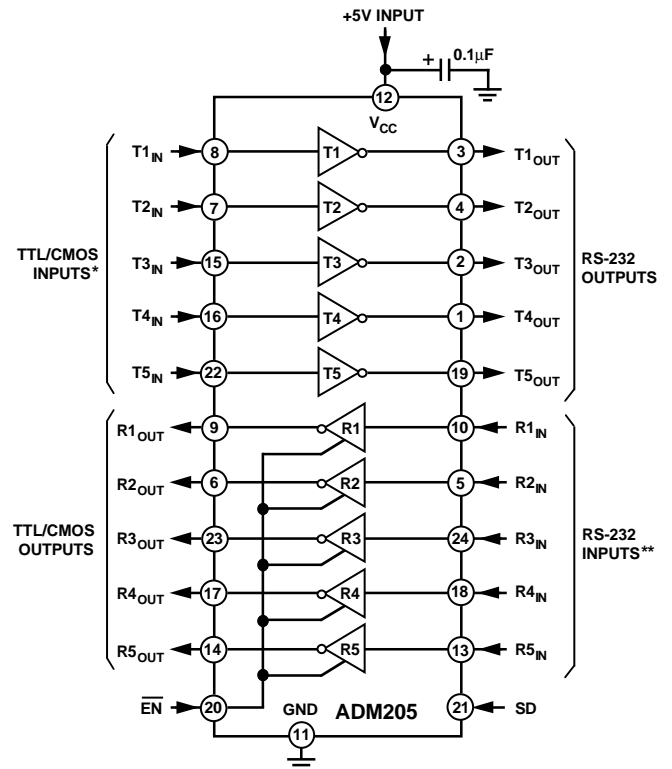 +5V INPUT
+ 0.1μF
12
VCC
T1IN 8 T1 3 T1OUT
T2IN 7 T2 4 T2OUT
TTL/CMOS
INPUTS*
T3IN 15 T3 2 T3OUT
RS-232
OUTPUTS
T4IN 16 T4 1 T4OUT
T5IN 22 T5 19 T5OUT
R1OUT 9 R1 10 R1IN
R2OUT 6 R2 5 R2IN
TTL/CMOS
OUTPUTS
R3OUT 23 R3 24 R3IN
RS-232
INPUTS**
R4OUT 17 R4 18 R4IN
R5OUT 14 R5 13 R5IN
E̅N̅ 20 GND ADM205 21 SD
11